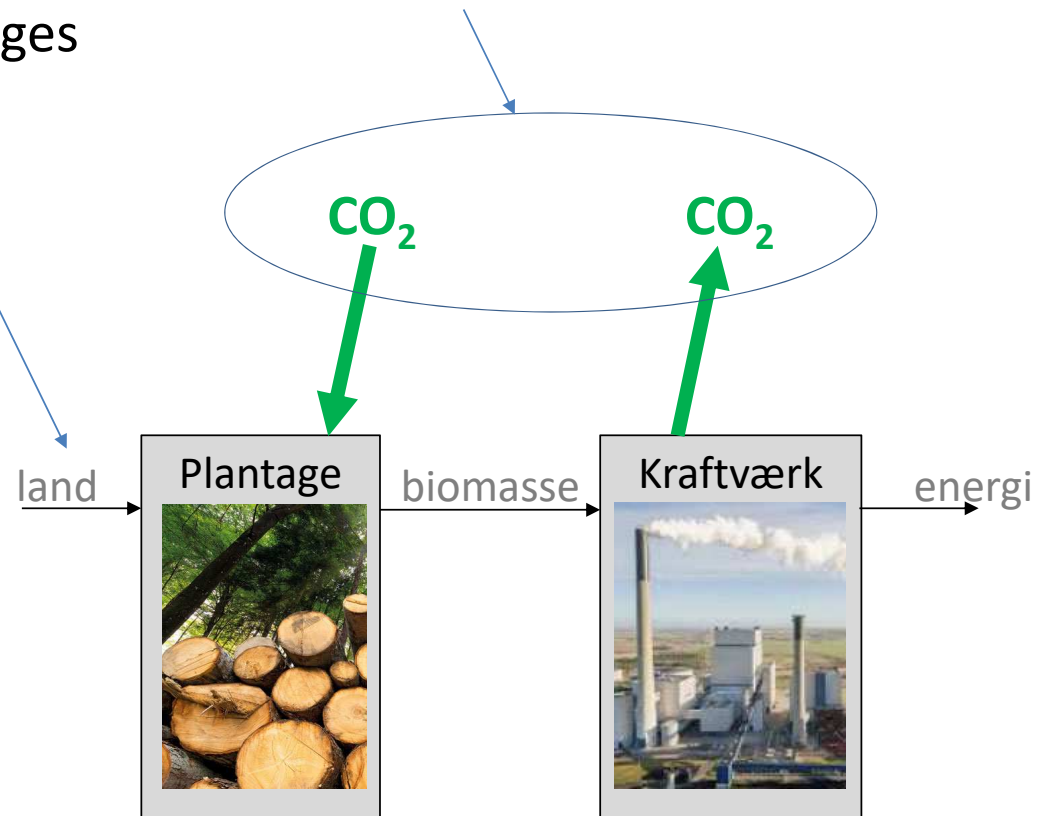 ges
CO₂ CO₂
land Plantage biomasse Kraftværk energi